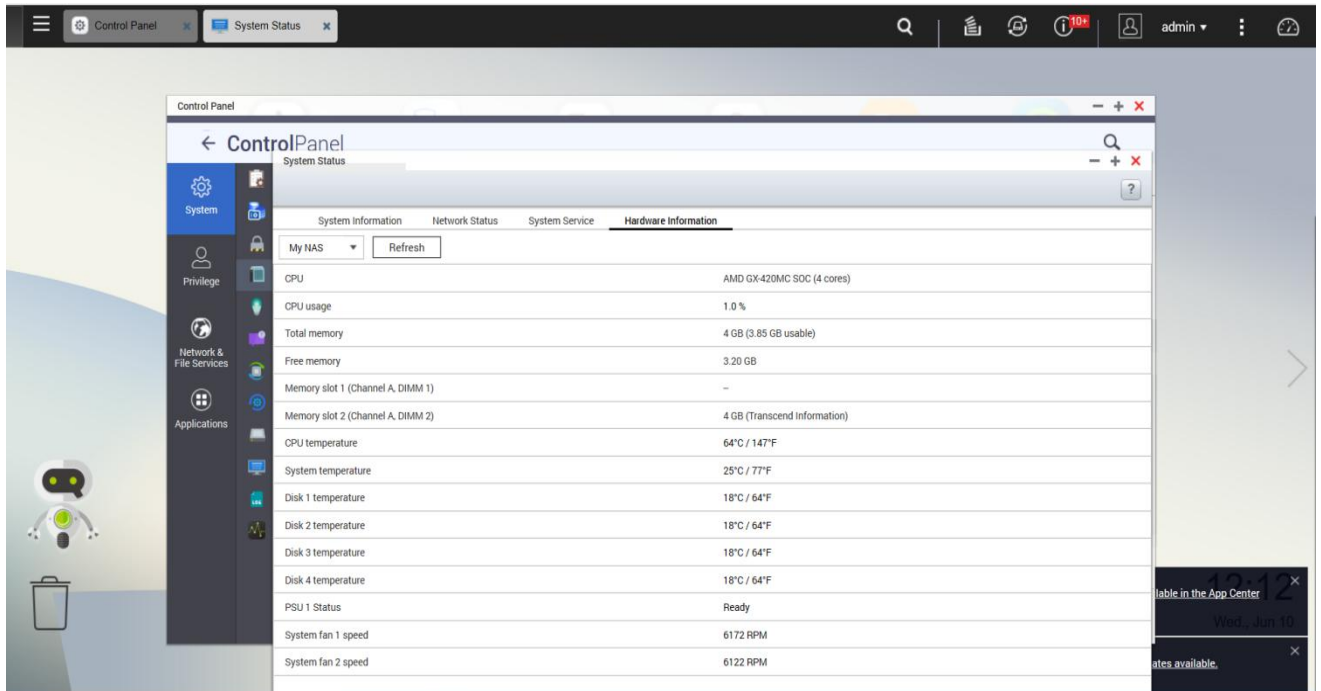 Control Panel
System Status
10+
admin
Control Panel
ControlPanel
System Status
?
System
Privilege
Network &
File Services
Applications
LOG
System Information Network Status System Service Hardware Information
My NAS Refresh
CPU AMD GX-420MC SOC (4 cores)
CPU usage 1.0 %
Total memory 4 GB (3.85 GB usable)
Free memory 3.20 GB
Memory slot 1 (Channel A, DIMM 1) --
Memory slot 2 (Channel A, DIMM 2) 4 GB (Transcend Information)
CPU temperature 64°C / 147°F
System temperature 25°C / 77°F
Disk 1 temperature 18°C / 64°F
Disk 2 temperature 18°C / 64°F
Disk 3 temperature 18°C / 64°F
Disk 4 temperature 18°C / 64°F
PSU 1 Status Ready
System fan 1 speed 6172 RPM
System fan 2 speed 6122 RPM
12:12
lable in the App Center
Wed., Jun 10
ates available.